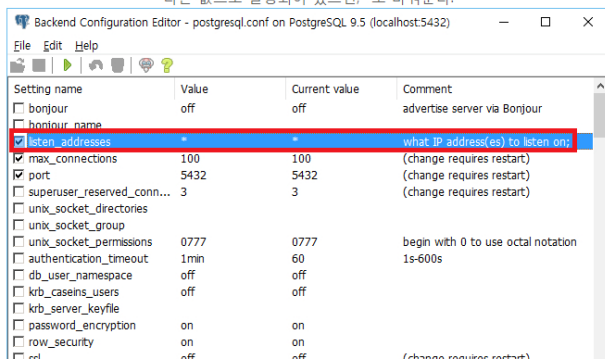 Backend Configuration Editor - postgresql.conf on PostgreSQL 9.5 (localhost:5432)
File Edit Help
Setting name Value Current value Comment
bonjour off off advertise server via Bonjour
bonjour_name
listen_addresses * * what IP address(es) to listen on;
max_connections 100 100 (change requires restart)
port 5432 5432 (change requires restart)
superuser_reserved_conn... 3 3 (change requires restart)
unix_socket_directories
unix_socket_group
unix_socket_permissions 0777 0777 begin with 0 to use octal notation
authentication_timeout 1min 60 1s-600s
db_user_namespace off off
krb_caseins_users off off
krb_server_keyfile
password_encryption on on
row_security on on
ssl off off (change requires restart)